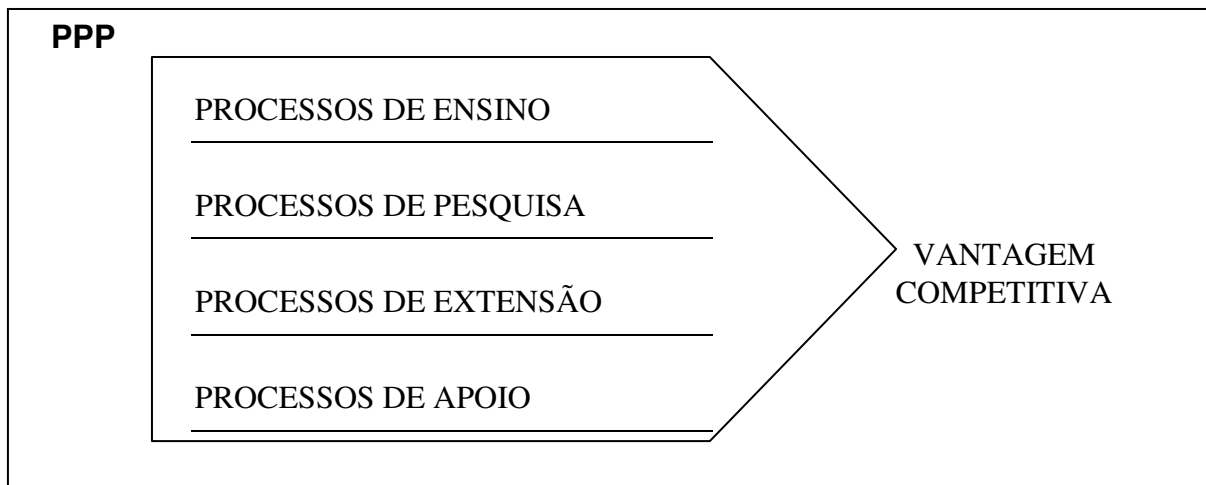 PPP
PROCESSOS DE ENSINO
PROCESSOS DE PESQUISA
PROCESSOS DE EXTENSÃO
PROCESSOS DE APOIO
VANTAGEM
COMPETITIVA